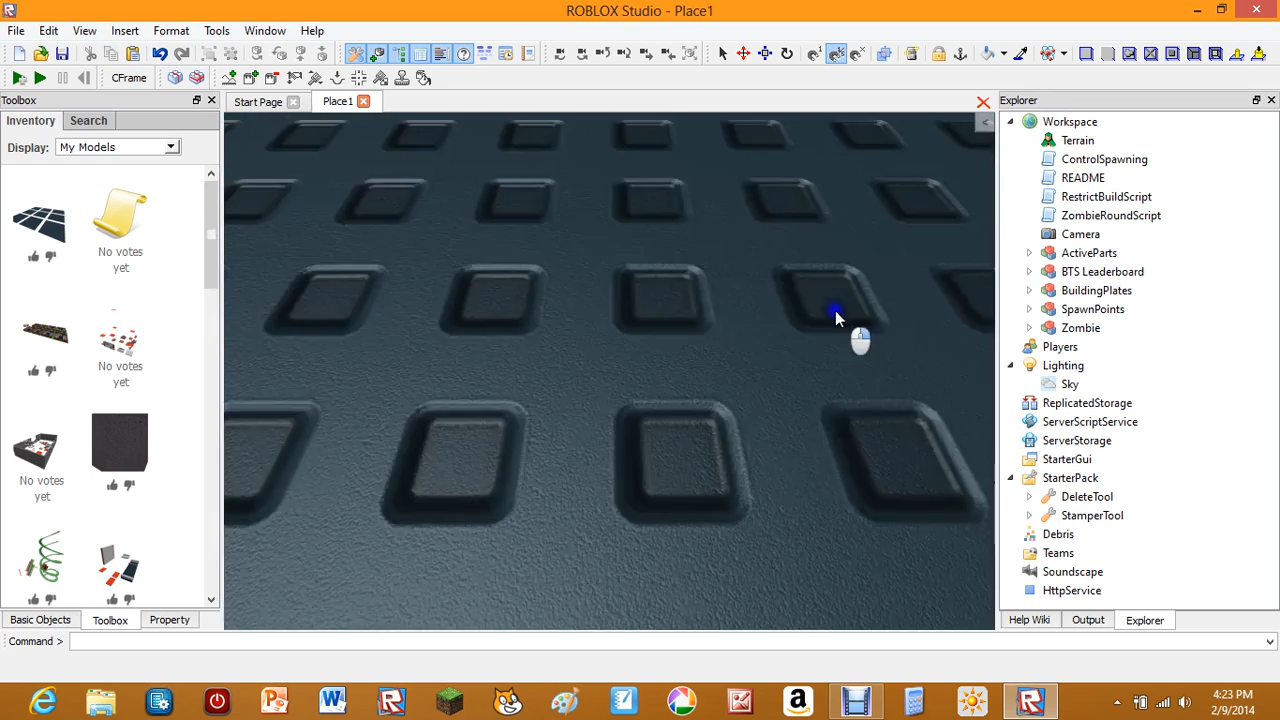 ROBLOX Studio - Place1
File Edit View Insert Format Tools Window Help
CFrame
Toolbox
Start Page
Place1
Explorer
Inventory Search
Display: My Models
No votes yet
No votes yet
No votes yet
Workspace
Terrain
ControlSpawning
README
RestrictBuildScript
ZombieRoundScript
Camera
ActiveParts
BTS Leaderboard
BuildingPlates
SpawnPoints
Zombie
Players
Lighting
Sky
ReplicatedStorage
ServerScriptService
ServerStorage
StarterGui
StarterPack
DeleteTool
StamperTool
Debris
Teams
Soundscape
HttpService
Basic Objects Toolbox Property
Help Wiki Output Explorer
Command >
4:23 PM
2/9/2014